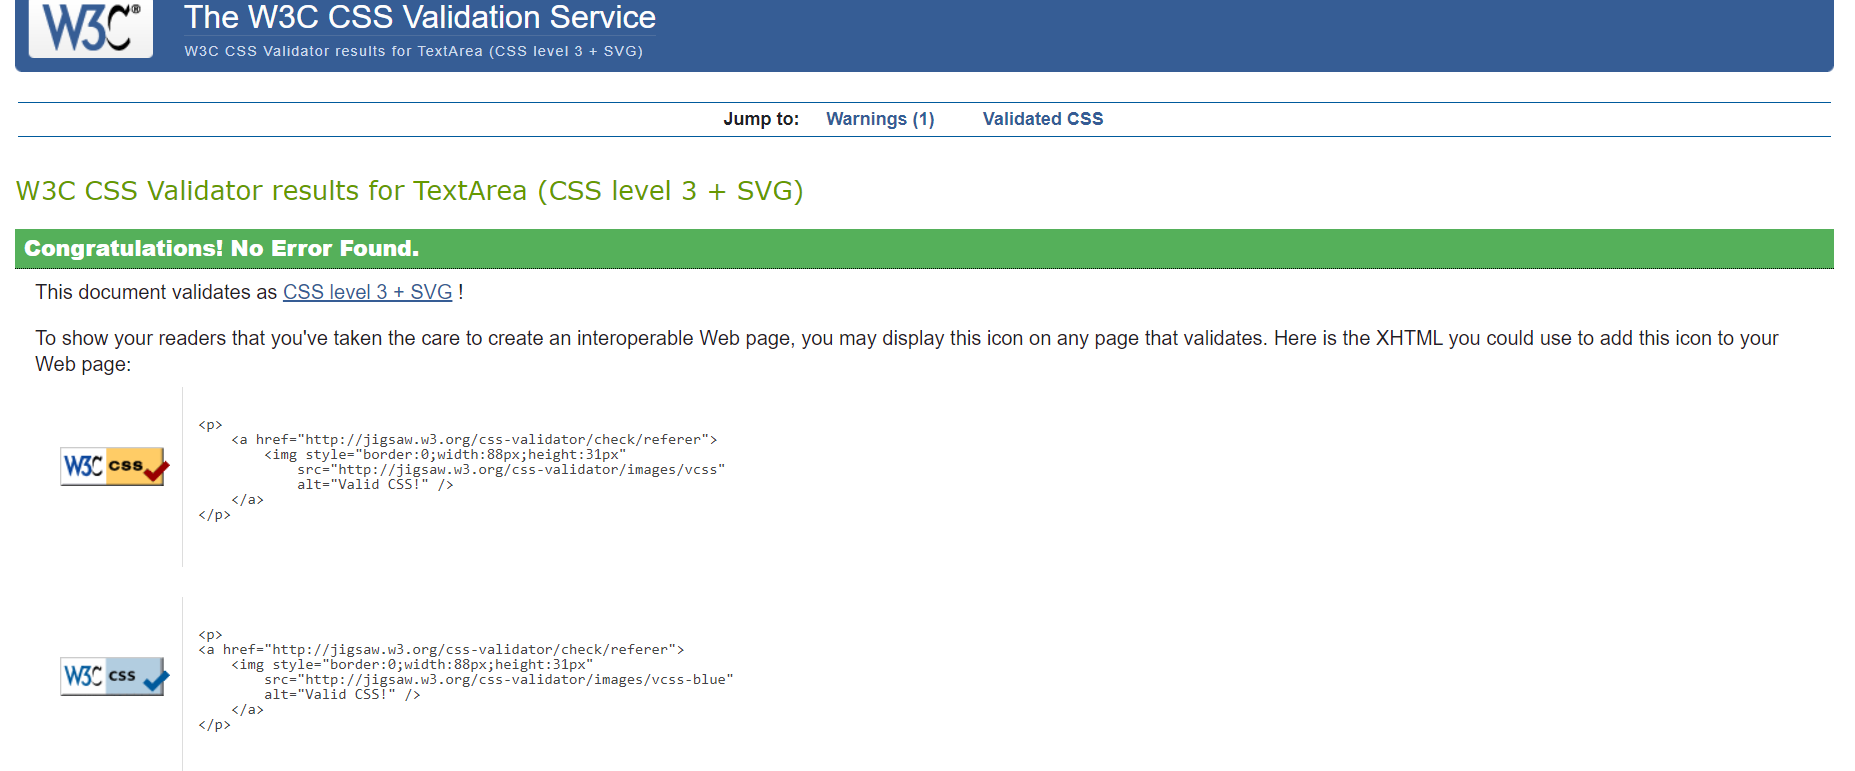 W3C®
The W3C CSS Validation Service
W3C CSS Validator results for TextArea (CSS level 3 + SVG)
Jump to: Warnings (1) Validated CSS
W3C CSS Validator results for TextArea (CSS level 3 + SVG)
Congratulations! No Error Found.
This document validates as CSS level 3 + SVG !
To show your readers that you've taken the care to create an interoperable Web page, you may display this icon on any page that validates. Here is the XHTML you could use to add this icon to your
Web page:
W3C css
<p>
    <a href="http://jigsaw.w3.org/css-validator/check/referer">
        <img style="border:0;width:88px;height:31px"
            src="http://jigsaw.w3.org/css-validator/images/vcss"
            alt="Valid CSS!" />
    </a>
</p>
W3C css
<p>
<a href="http://jigsaw.w3.org/css-validator/check/referer">
    <img style="border:0;width:88px;height:31px"
        src="http://jigsaw.w3.org/css-validator/images/vcss-blue"
        alt="Valid CSS!" />
    </a>
</p>